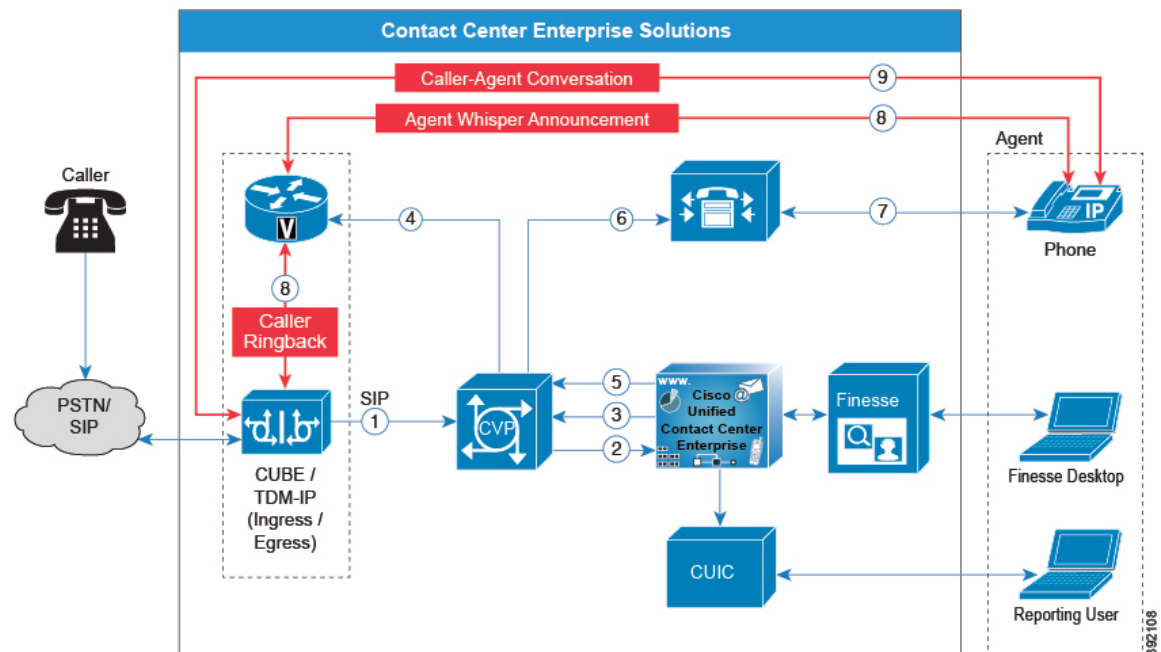 Contact Center Enterprise Solutions
Caller-Agent Conversation
9
Agent Whisper Announcement
8
Agent
Caller
V
4
6
7
IP
Phone
8
Caller
Ringback
PSTN/
SIP
SIP
1
CVP
5
3
2
www.
@
Cisco
Unified
Contact Center
Enterprise
Finesse
Finesse Desktop
CUBE /
TDM-IP
(Ingress /
Egress)
CUIC
Reporting User
392108